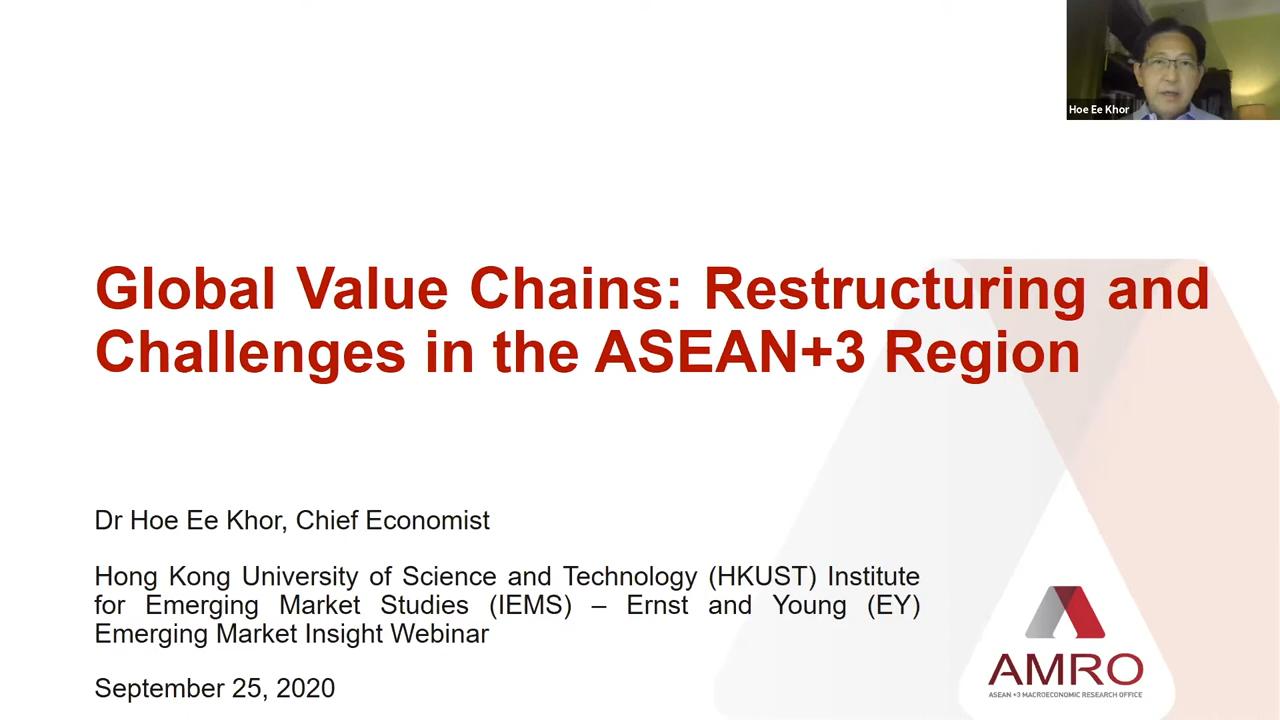 Hoe Ee Khor
Global Value Chains: Restructuring and
Challenges in the ASEAN+3 Region
Dr Hoe Ee Khor, Chief Economist
Hong Kong University of Science and Technology (HKUST) Institute
for Emerging Market Studies (IEMS) – Ernst and Young (EY)
Emerging Market Insight Webinar
September 25, 2020
AMRO
ASEAN +3 MACROECONOMIC RESEARCH OFFICE